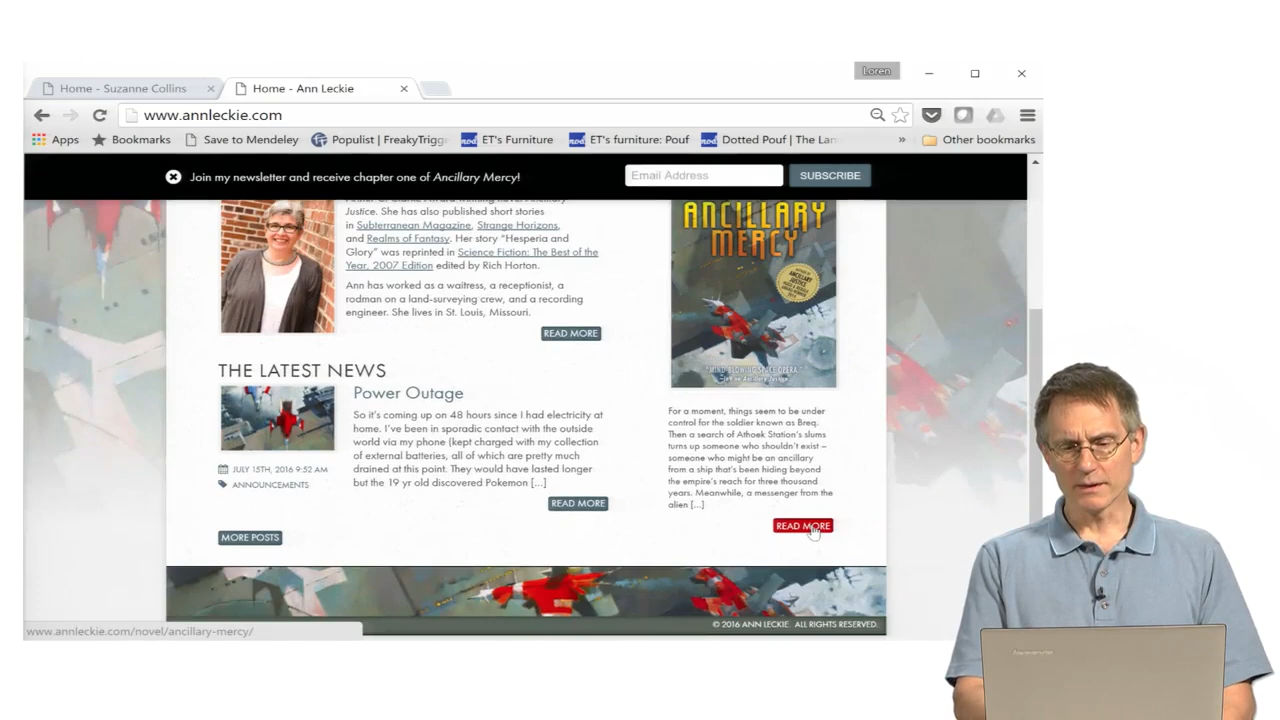 Loren
Home - Suzanne Collins
Home - Ann Leckie
www.annleckie.com
Apps
Bookmarks
Save to Mendeley
Populist | FreakyTrigg
ET's Furniture
ET's furniture: Pouf
Dotted Pouf | The Lan
»
Other bookmarks
Join my newsletter and receive chapter one of Ancillary Mercy!
Email Address
SUBSCRIBE
Justice. She has also published short stories
in Subterranean Magazine, Strange Horizons,
and Realms of Fantasy. Her story “Hesperia and
Glory” was reprinted in Science Fiction: The Best of the
Year, 2007 Edition edited by Rich Horton.
Ann has worked as a waitress, a receptionist, a
rodman on a land-surveying crew, and a recording
engineer. She lives in St. Louis, Missouri.
READ MORE
THE LATEST NEWS
Power Outage
So it's coming up on 48 hours since I had electricity at
home. I've been in sporadic contact with the outside
world via my phone (kept charged with my collection
of external batteries, all of which are pretty much
drained at this point. They would have lasted longer
but the 19 yr old discovered Pokemon [...]
JULY 15TH, 2016 9:52 AM
ANNOUNCEMENTS
READ MORE
MORE POSTS
ANCILLARY
MERCY
ANCILLARY
JUSTICE
"MIND-BLOWING SPACE OPERA."
For a moment, things seem to be under
control for the soldier known as Breq.
Then a search of Athoek Station's slums
turns up someone who shouldn't exist –
someone who might be an ancillary
from a ship that's been hiding beyond
the empire's reach for three thousand
years. Meanwhile, a messenger from the
alien [...]
READ MORE
© 2016 ANN LECKIE. ALL RIGHTS RESERVED.
www.annleckie.com/novel/ancillary-mercy/